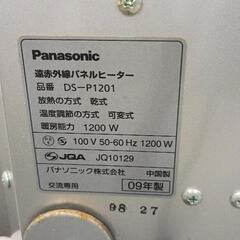 Panasonic
遠赤外線パネルヒーター
品番 DS-P1201
放熱の方式 乾式
温度調節の方式 可変式
暖房能力 1200 W
100 V 50-60 Hz 1200 W
JQA JQ10129
パナソニック株式会社 中国製
交流専用 09年製
98 27